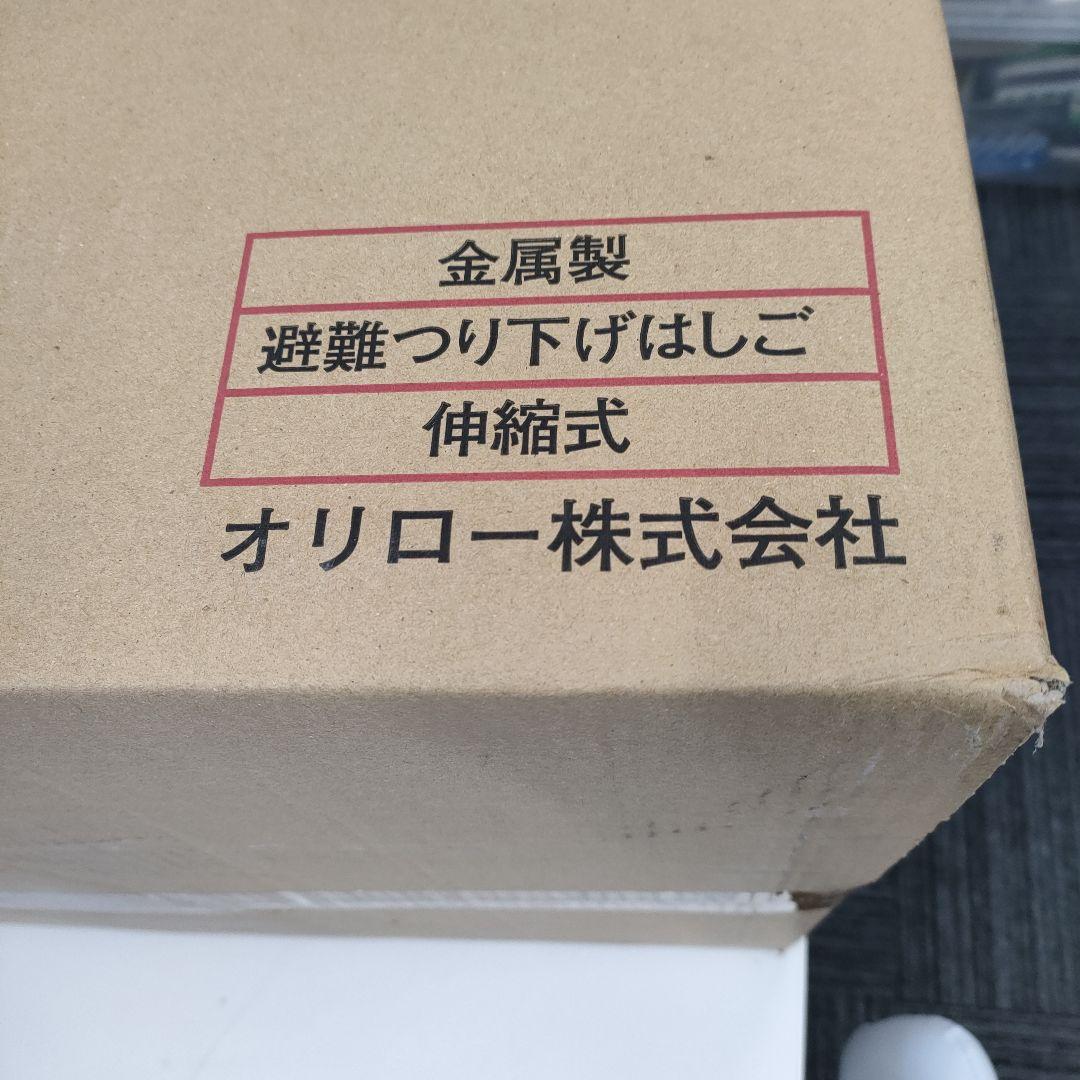 金属製
避難つり下げはしご
伸縮式
オリロー株式会社